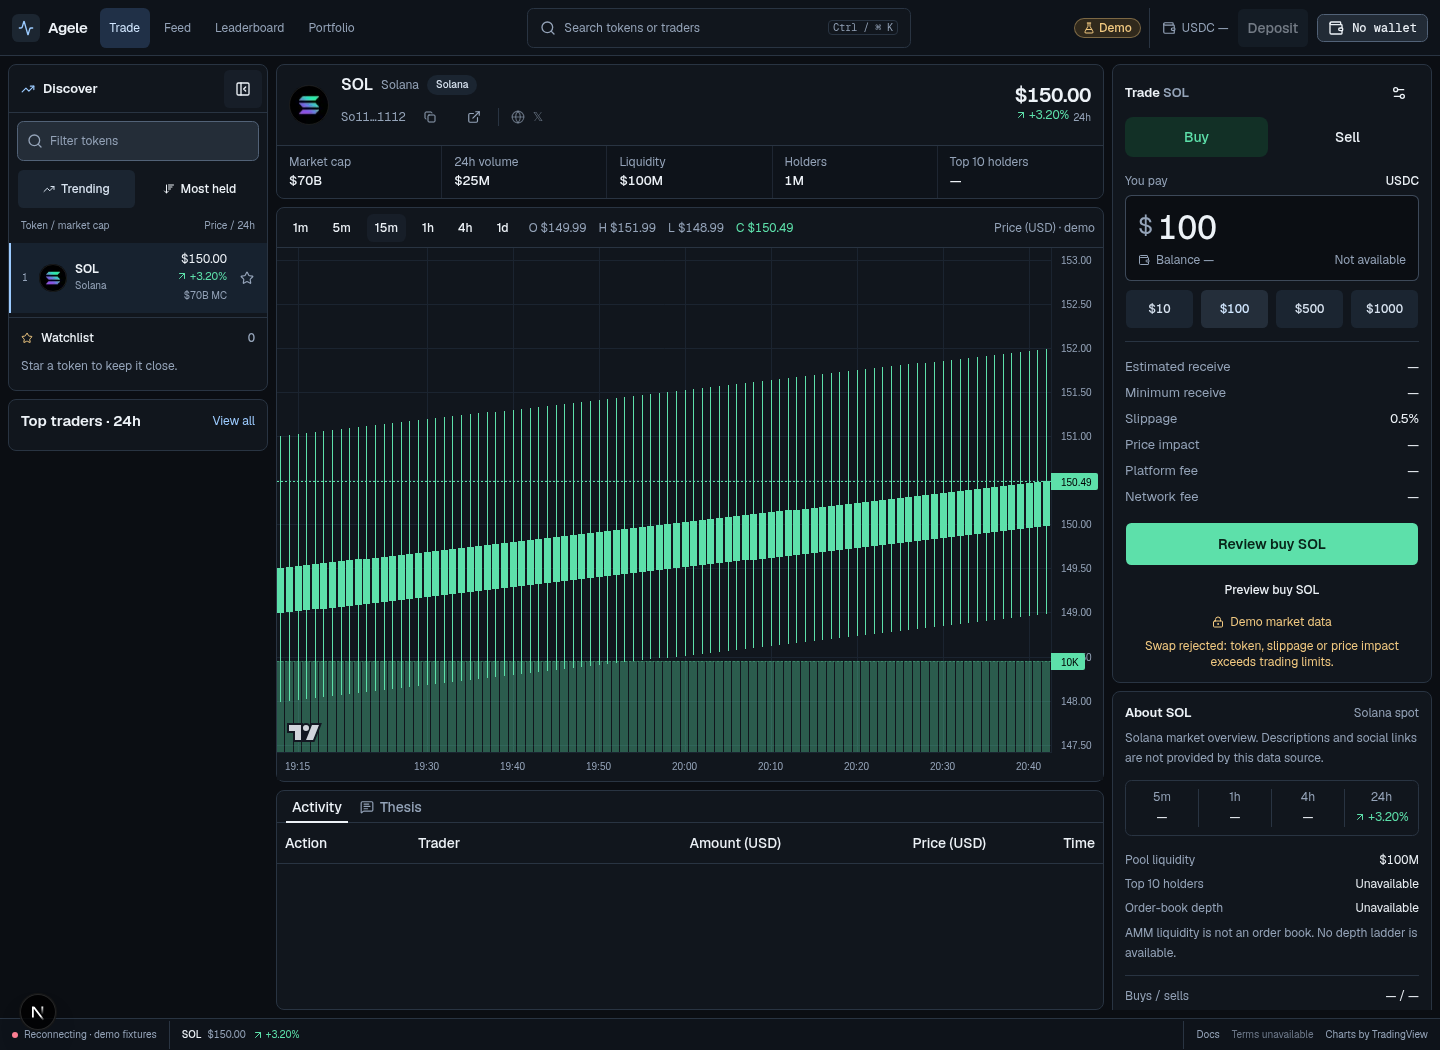 Agele
Trade
Feed
Leaderboard
Portfolio
Search tokens or traders
Ctrl / ⌘ K
Demo
USDC —
Deposit
No wallet
Discover
Filter tokens
Trending
Most held
Token / market cap
Price / 24h
1
SOL
Solana
$150.00
+3.20%
$70B MC
Watchlist
0
Star a token to keep it close.
Top traders · 24h
View all
SOL Solana Solana
So11…1112
𝕏
$150.00
+3.20% 24h
Market cap
$70B
24h volume
$25M
Liquidity
$100M
Holders
1M
Top 10 holders
—
1m 5m 15m 1h 4h 1d
O $149.99 H $151.99 L $148.99 C $150.49
Price (USD) · demo
153.00
152.50
152.00
151.50
151.00
150.49
150.00
149.50
149.00
10K
148.00
147.50
19:15 19:30 19:40 19:50 20:00 20:10 20:20 20:30 20:40
Activity
Thesis
Action Trader Amount (USD) Price (USD) Time
Trade SOL
Buy
Sell
You pay
USDC
$ 100
Balance —
Not available
$10 $100 $500 $1000
Estimated receive —
Minimum receive —
Slippage 0.5%
Price impact —
Platform fee —
Network fee —
Review buy SOL
Preview buy SOL
Demo market data
Swap rejected: token, slippage or price impact
exceeds trading limits.
About SOL
Solana spot
Solana market overview. Descriptions and social links
are not provided by this data source.
5m 1h 4h 24h
— — — +3.20%
Pool liquidity $100M
Top 10 holders Unavailable
Order-book depth Unavailable
AMM liquidity is not an order book. No depth ladder is
available.
Buys / sells — / —
N
Reconnecting · demo fixtures
SOL $150.00 +3.20%
Docs
Terms unavailable
Charts by TradingView